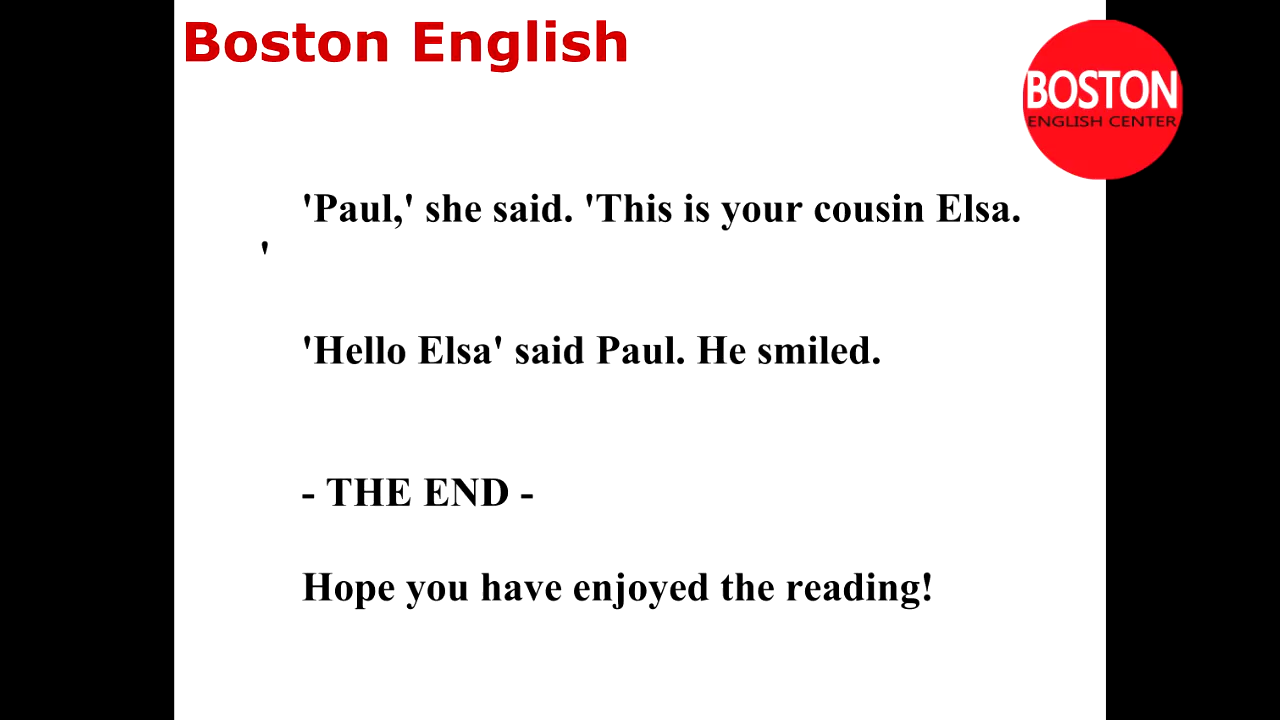 Boston English
BOSTON
ENGLISH CENTER
'Paul,' she said. 'This is your cousin Elsa.
'
'Hello Elsa' said Paul. He smiled.
- THE END -
Hope you have enjoyed the reading!